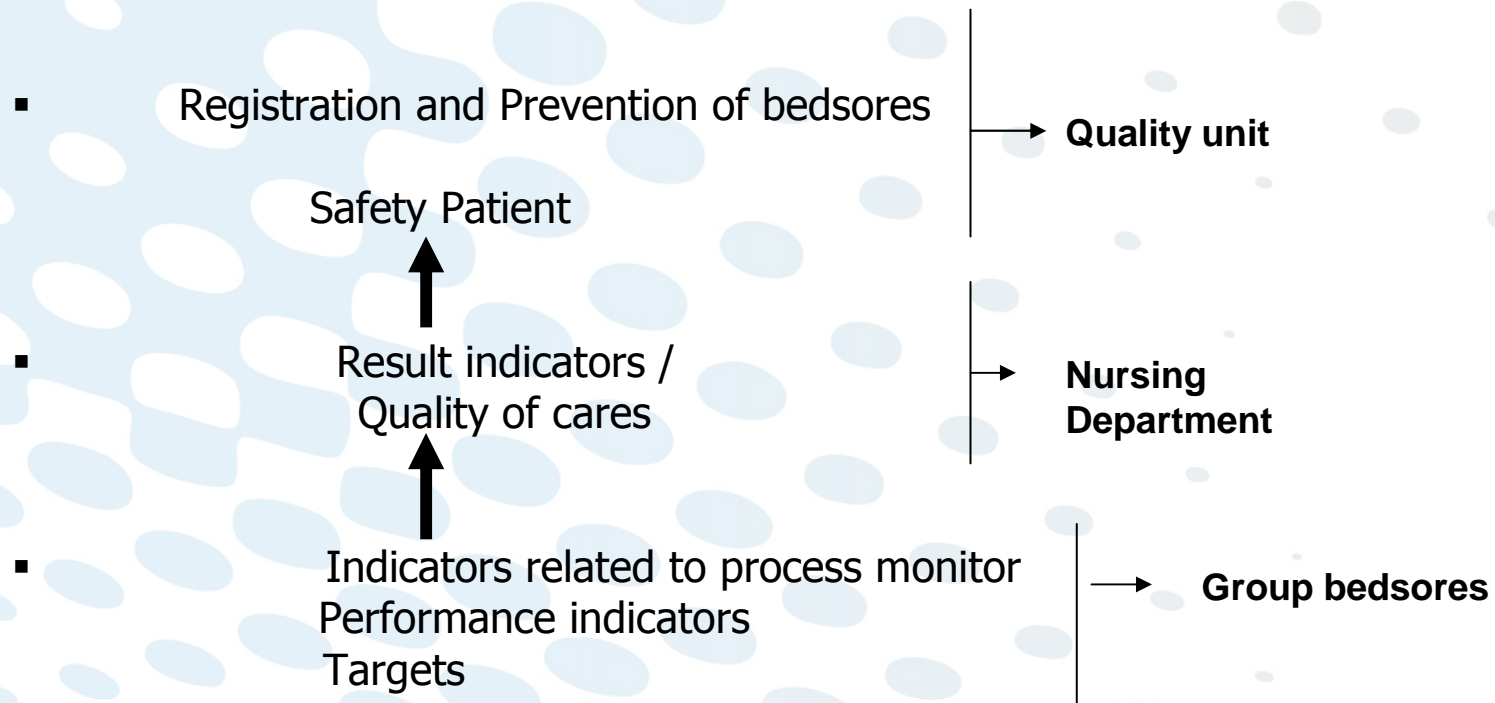 ▪ Registration and Prevention of bedsores
Quality unit
Safety Patient
▪ Result indicators /
Quality of cares
Nursing
Department
▪ Indicators related to process monitor
Performance indicators
Targets
Group bedsores